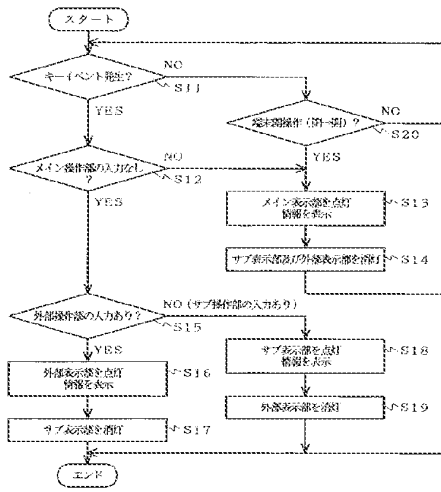 スタート
キーイベント発生?
NO
S11
YES
端末開操作(閉→開)?
NO
S20
YES
メイン操作部の入力なし
?
NO
S12
YES
メイン表示部を点灯
情報を表示
S13
サブ表示部及び外部表示部を消灯
S14
外部操作部の入力あり?
NO(サブ操作部の入力あり)
S15
YES
外部表示部を点灯
情報を表示
S16
サブ表示部を点灯
情報を表示
S18
サブ表示部を消灯
S17
外部表示部を消灯
S19
エンド